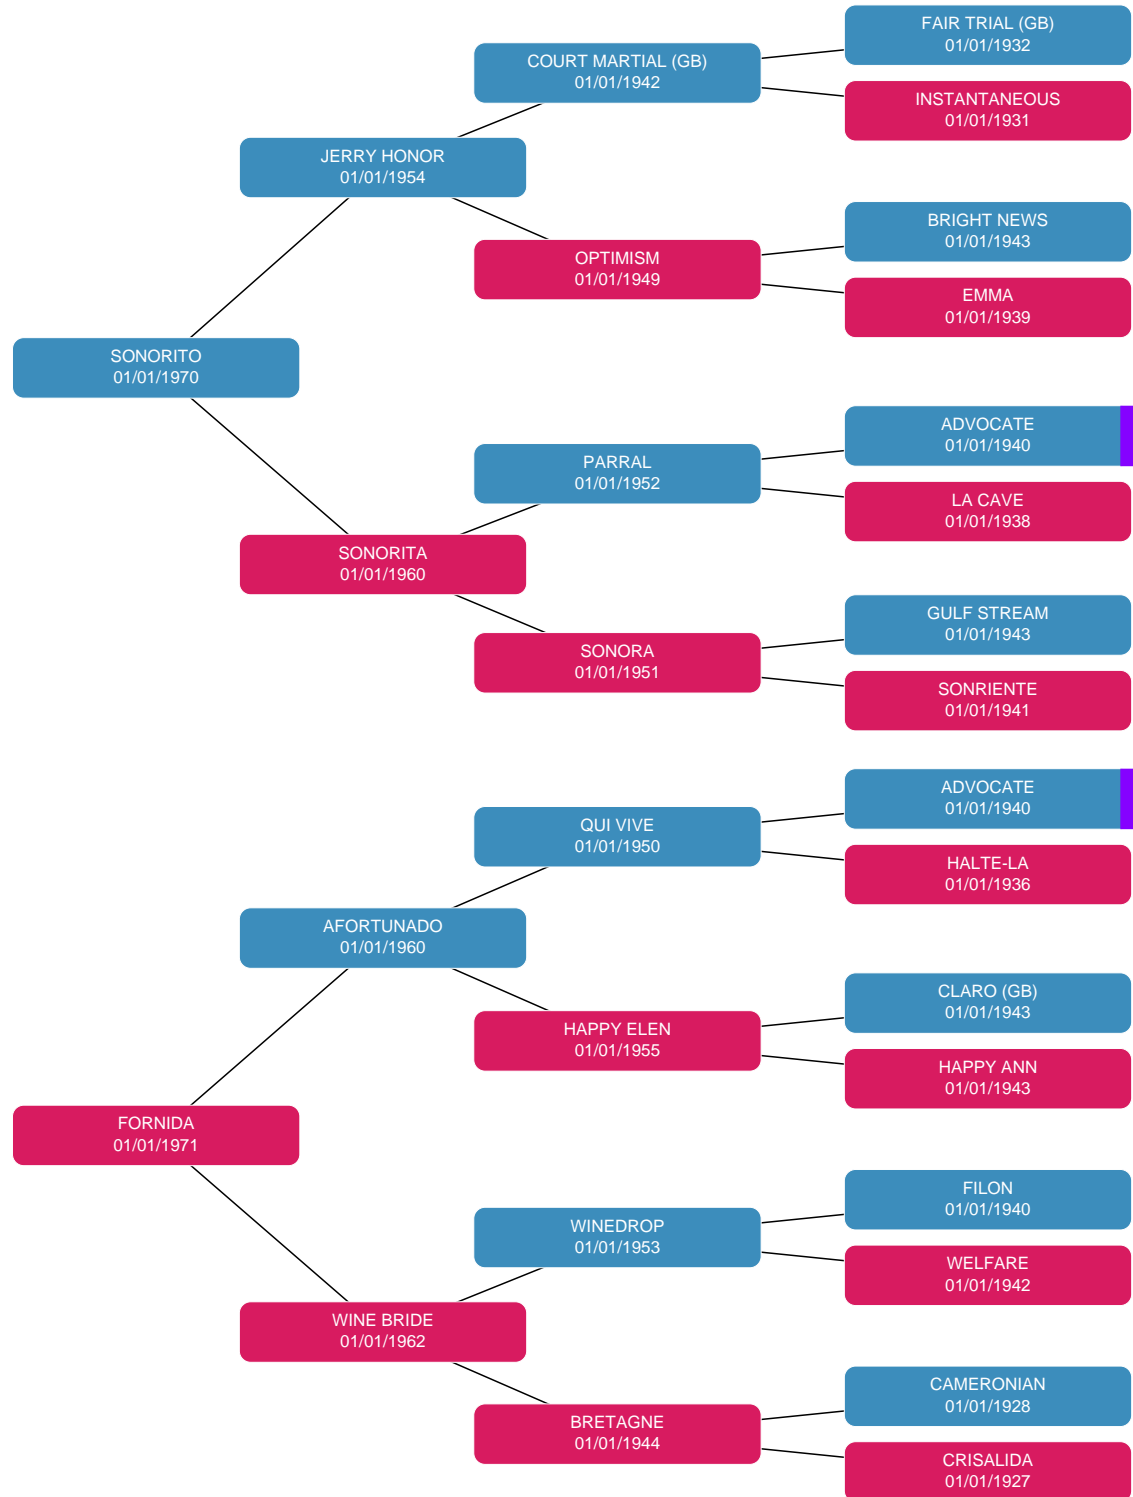 FAIR TRIAL (GB)
01/01/1932
COURT MARTIAL (GB)
01/01/1942
INSTANTANEOUS
01/01/1931
JERRY HONOR
01/01/1954
BRIGHT NEWS
01/01/1943
OPTIMISM
01/01/1949
EMMA
01/01/1939
SONORITO
01/01/1970
ADVOCATE
01/01/1940
PARRAL
01/01/1952
LA CAVE
01/01/1938
SONORITA
01/01/1960
GULF STREAM
01/01/1943
SONORA
01/01/1951
SONRIENTE
01/01/1941
ADVOCATE
01/01/1940
QUI VIVE
01/01/1950
HALTE-LA
01/01/1936
AFORTUNADO
01/01/1960
CLARO (GB)
01/01/1943
HAPPY ELEN
01/01/1955
HAPPY ANN
01/01/1943
FORNIDA
01/01/1971
FILON
01/01/1940
WINEDROP
01/01/1953
WELFARE
01/01/1942
WINE BRIDE
01/01/1962
CAMERONIAN
01/01/1928
BRETAGNE
01/01/1944
CRISALIDA
01/01/1927